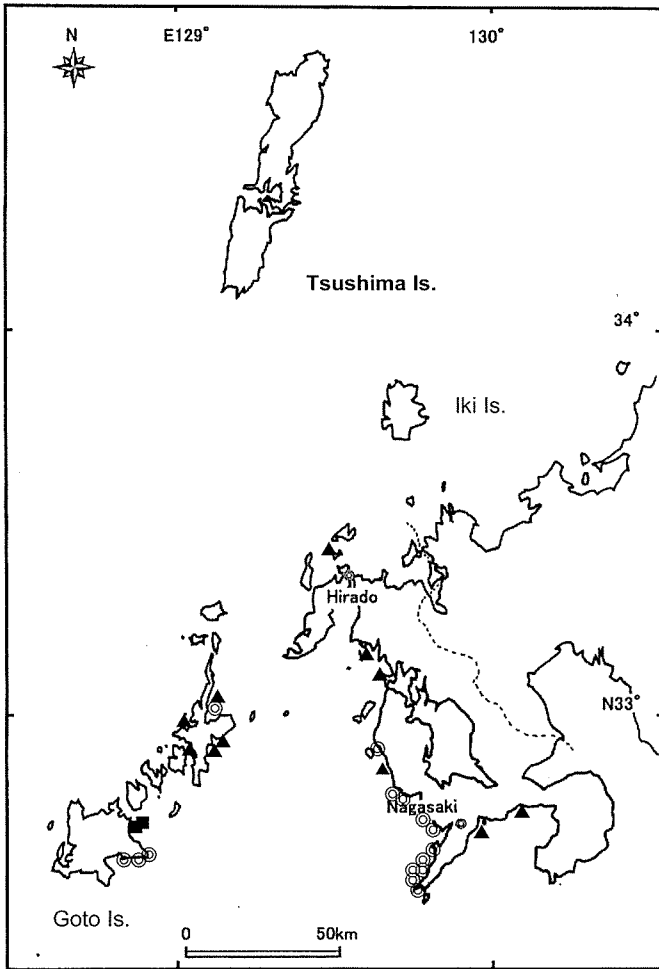 N
E129°
130°
Tsushima Is.
34°
Iki Is.
Hirado
N33°
Nagasaki
Goto Is.
0
50km